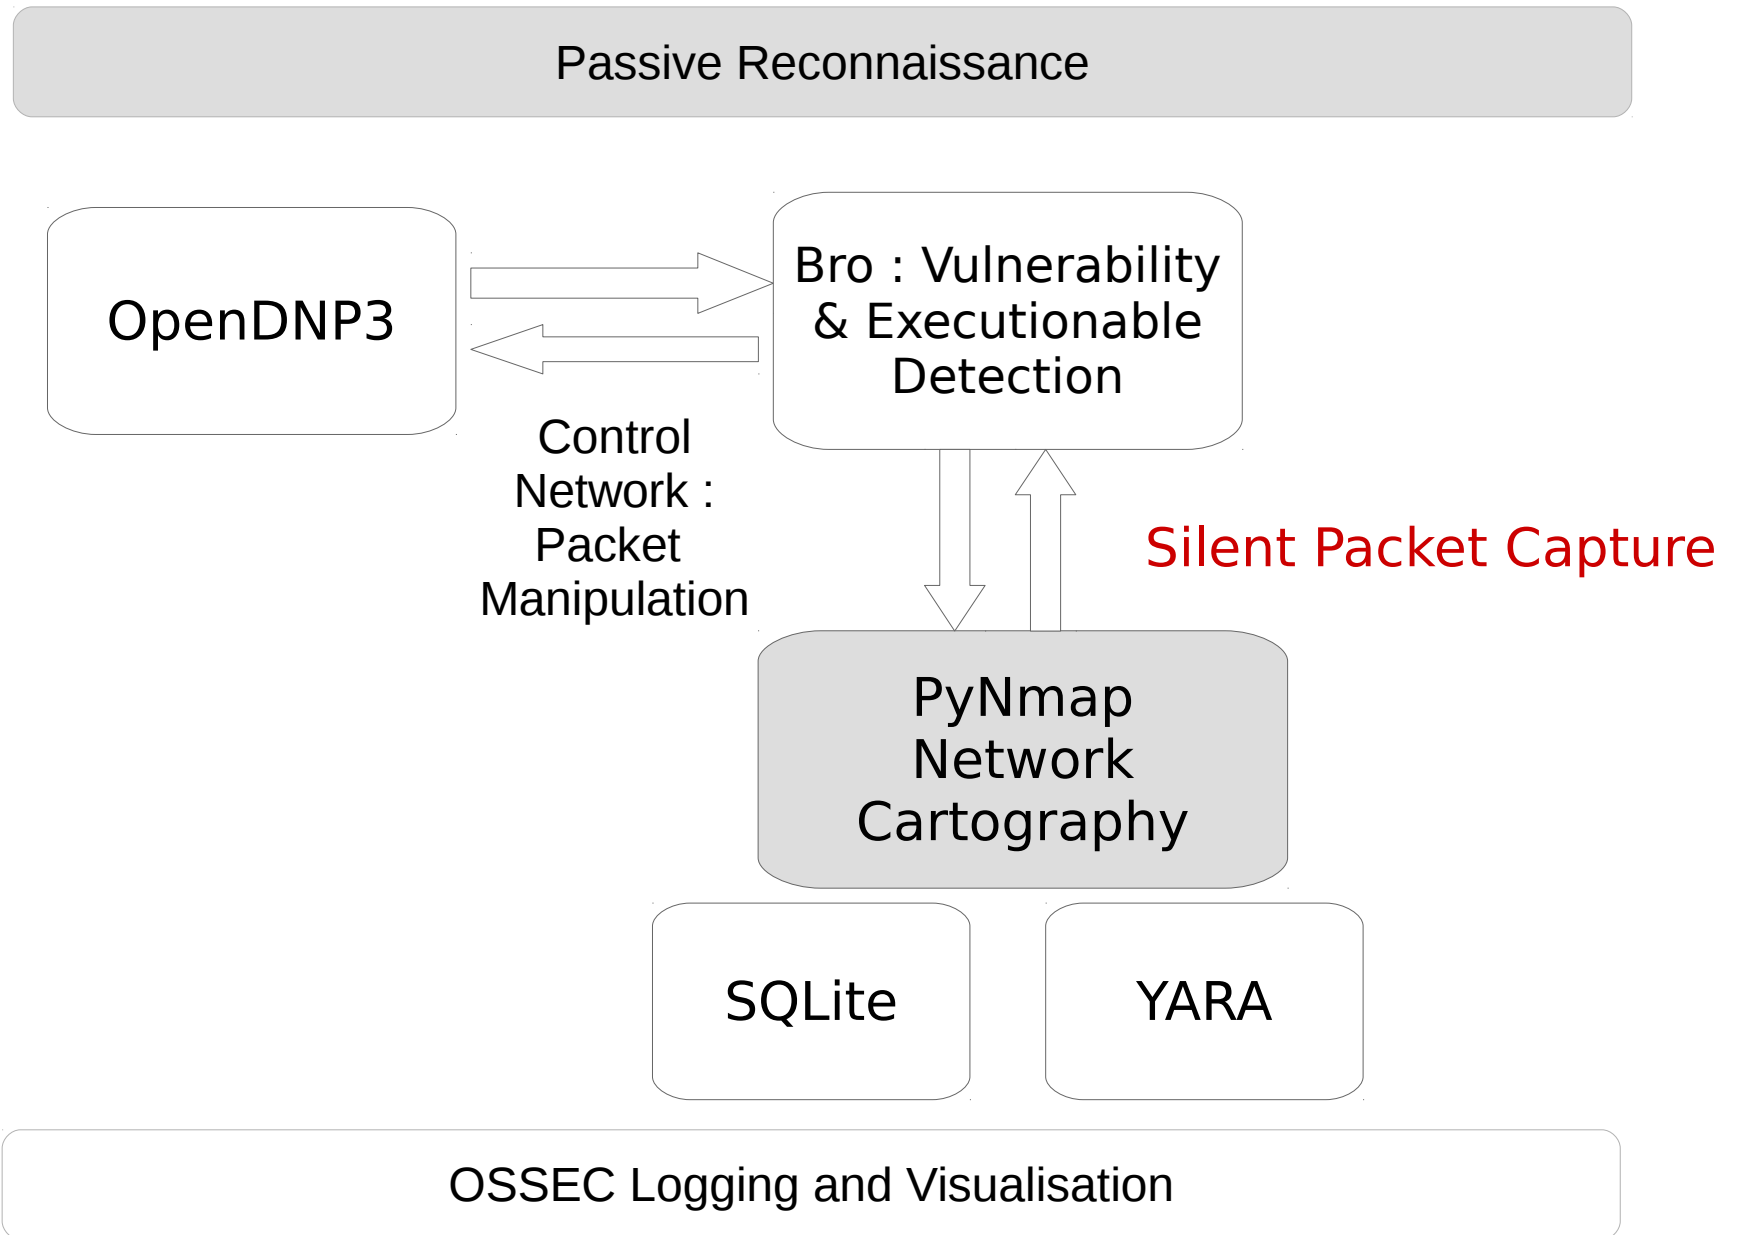 Passive Reconnaissance
OpenDNP3
Bro : Vulnerability
& Executionable
Detection
Control
Network :
Packet
Manipulation
Silent Packet Capture
PyNmap
Network
Cartography
SQLite
YARA
OSSEC Logging and Visualisation